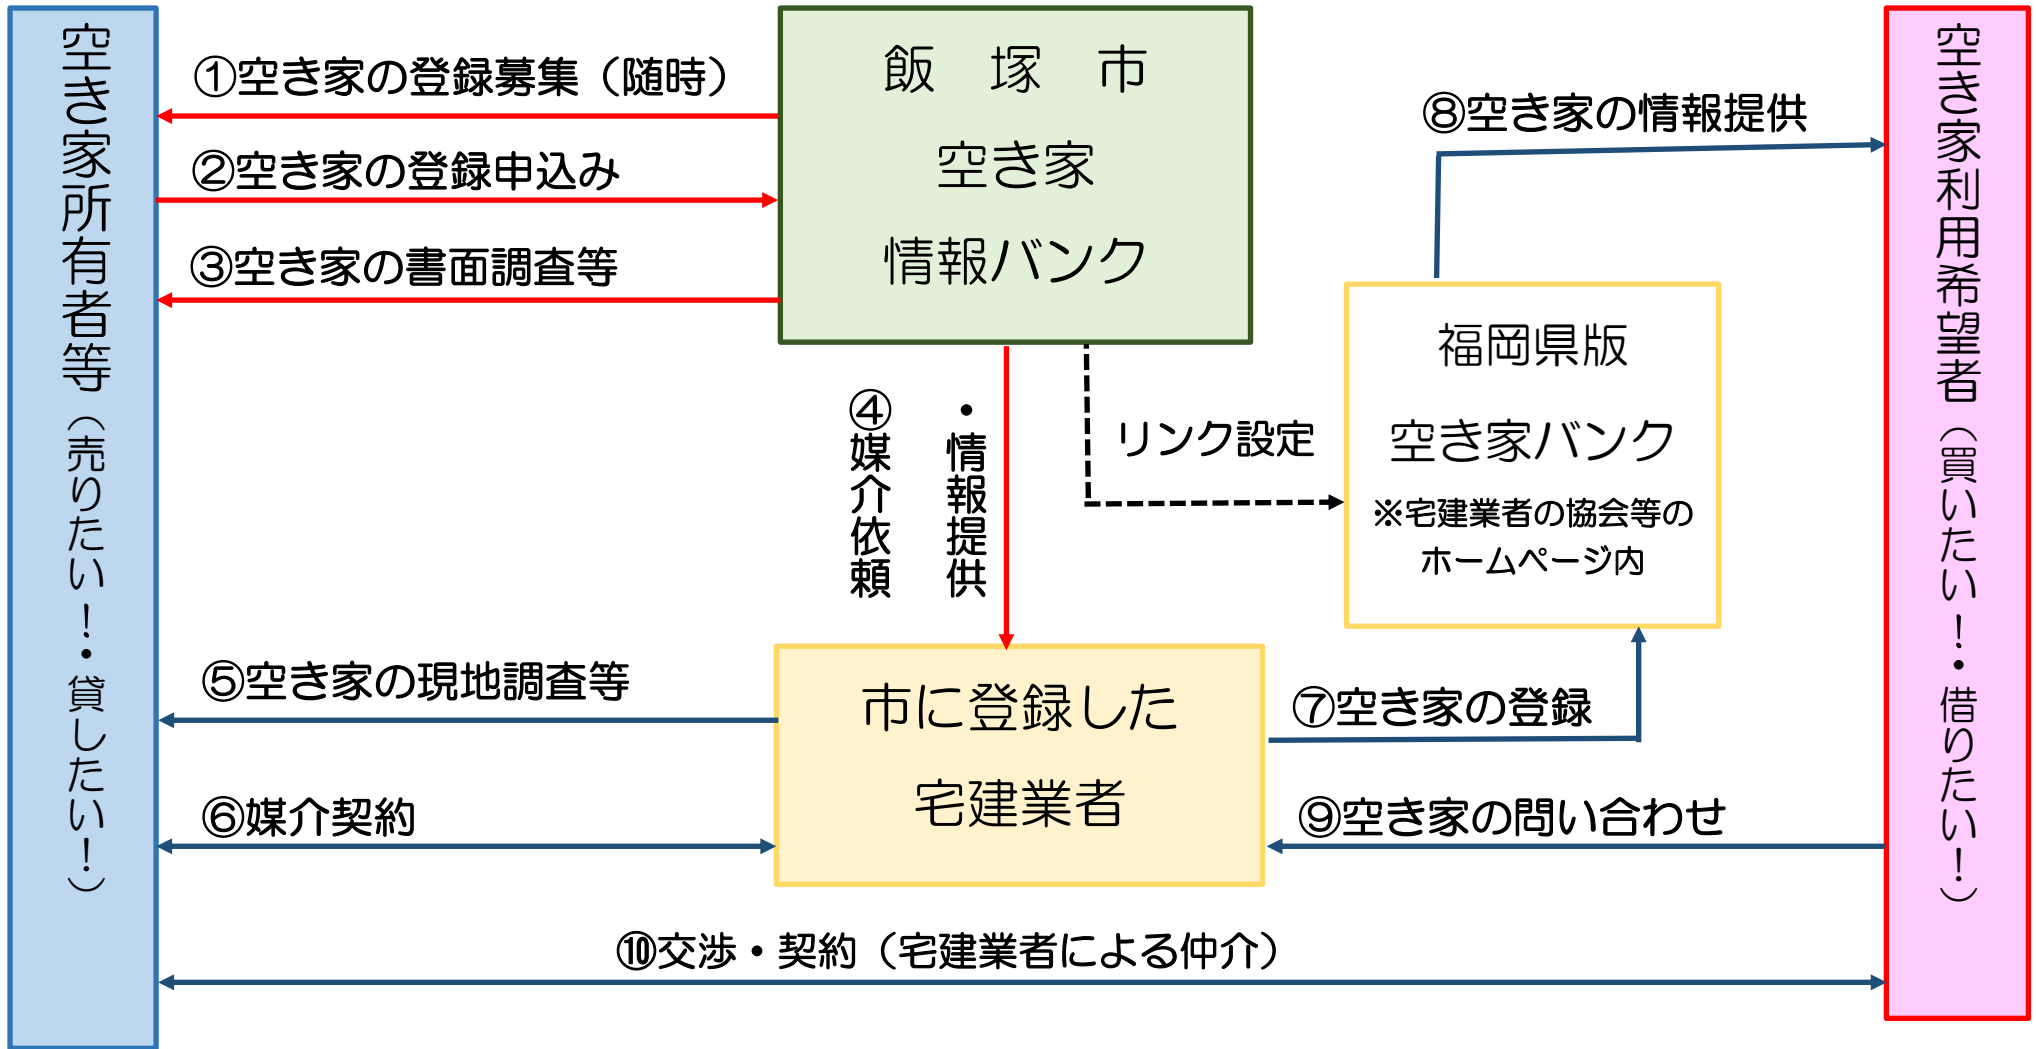 空き家所有者等（売りたい！・貸したい！）
①空き家の登録募集（随時）
②空き家の登録申込み
③空き家の書面調査等
飯　塚　市
空き家
情報バンク
④媒介依頼
・情報提供
リンク設定
福岡県版
空き家バンク
※宅建業者の協会等の
ホームページ内
⑤空き家の現地調査等
⑥媒介契約
市に登録した
宅建業者
⑦空き家の登録
⑧空き家の情報提供
⑨空き家の問い合わせ
⑩交渉・契約（宅建業者による仲介）
空き家利用希望者（買いたい！・借りたい！）